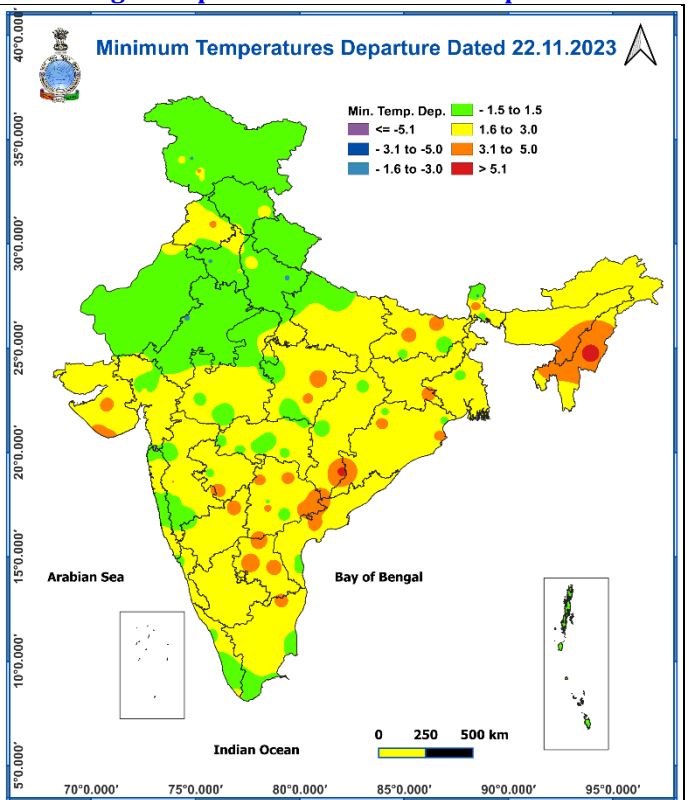 Minimum Temperatures Departure Dated 22.11.2023
Min. Temp. Dep.
<= -5.1
- 3.1 to -5.0
- 1.6 to -3.0
- 1.5 to 1.5
1.6 to 3.0
3.1 to 5.0
> 5.1
40°0.000'
35°0.000'
30°0.000'
25°0.000'
20°0.000'
15°0.000'
10°0.000'
5°0.000'
Arabian Sea
Bay of Bengal
Indian Ocean
0 250 500 km
70°0.000' 75°0.000' 80°0.000' 85°0.000' 90°0.000' 95°0.000'